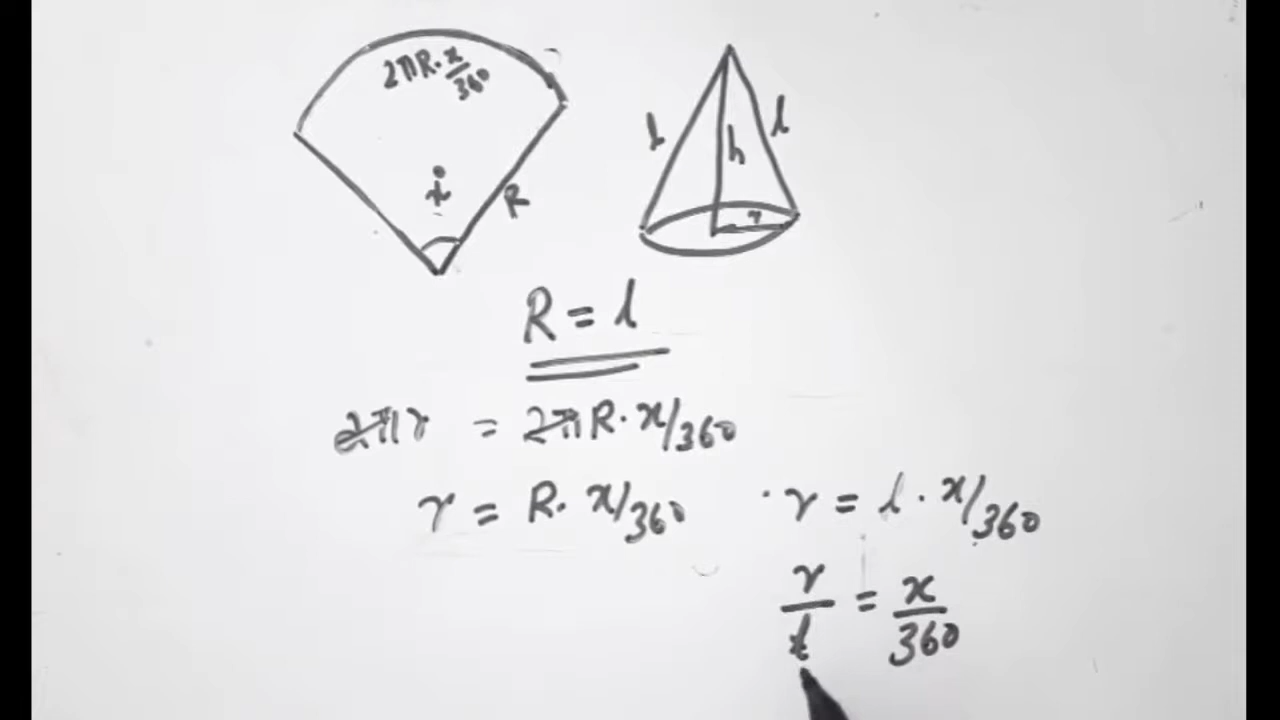 2πR·x/360
x°
R
l
h
l
r
R = l
2πr = 2πR·x/360
r = R·x/360
·r = l·x/360
r/l = x/360